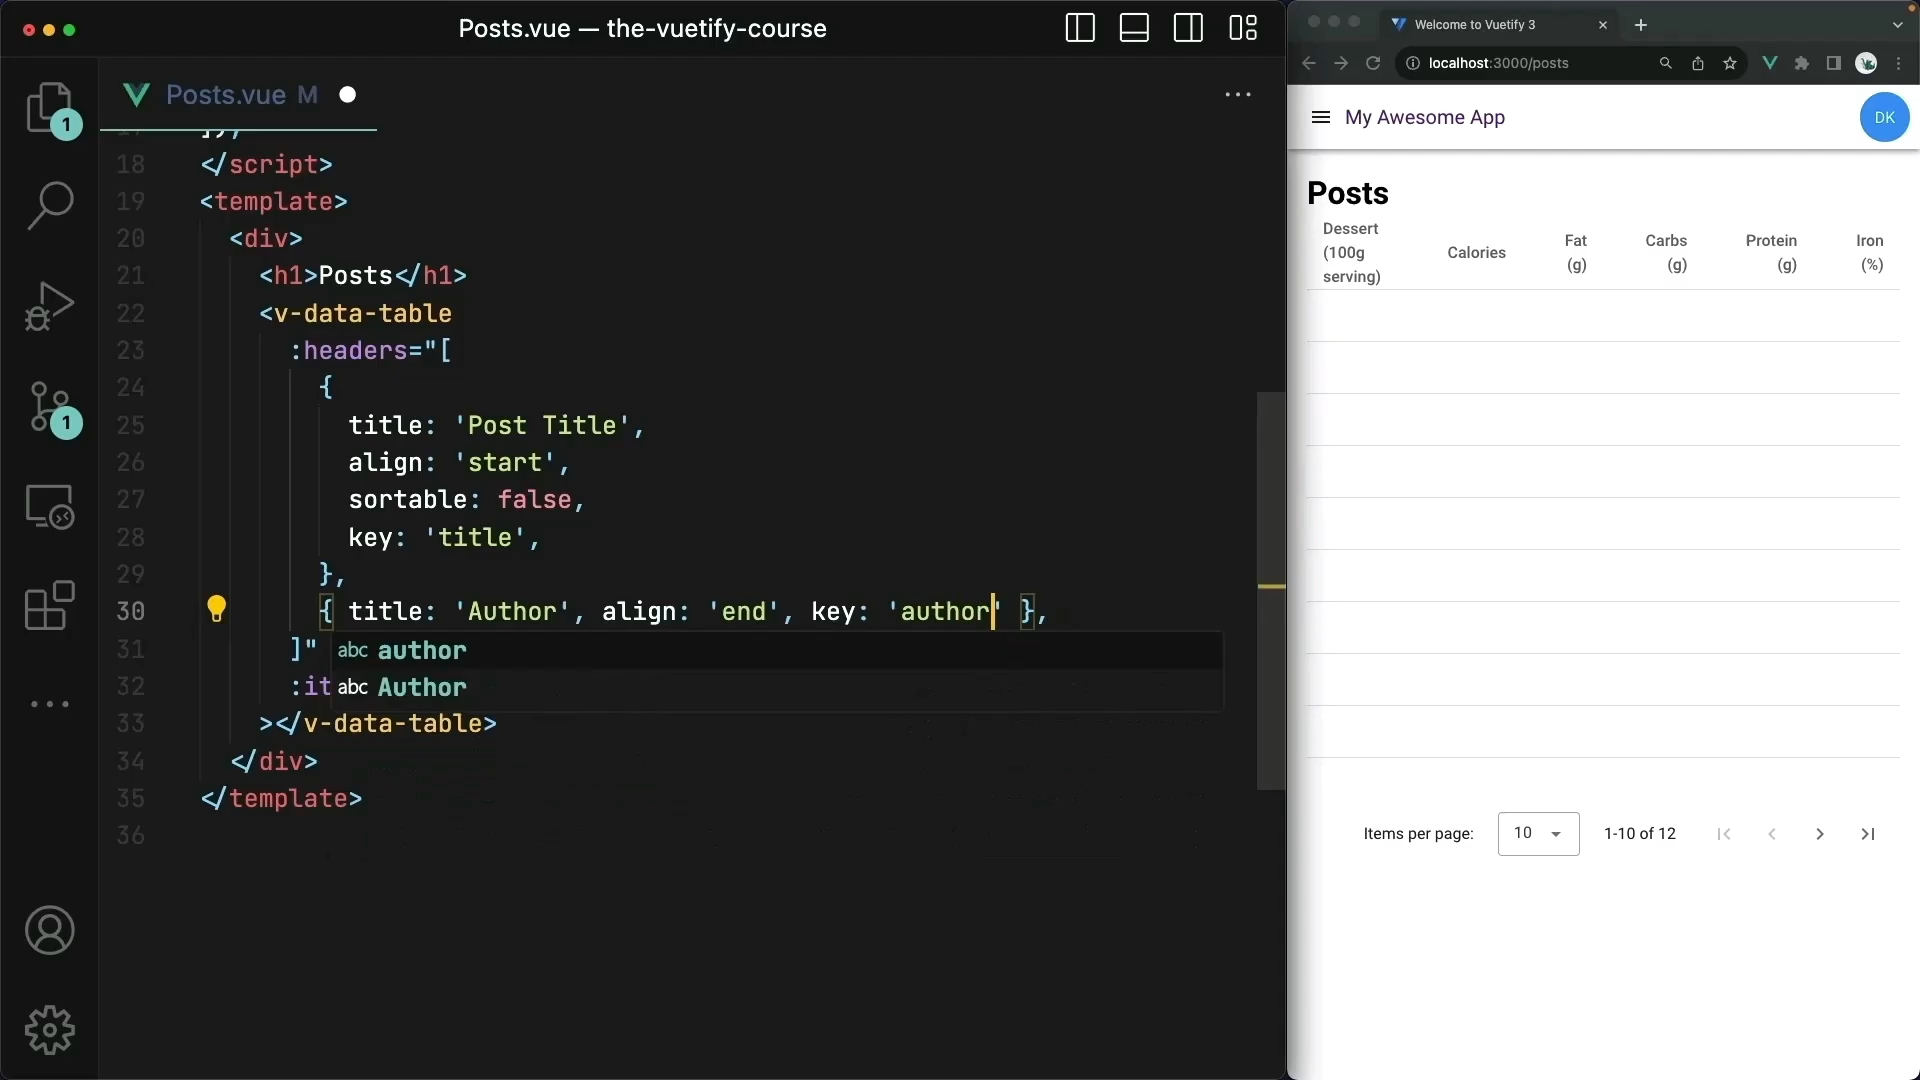 Posts.vue — the-vuetify-course
Posts.vue M
1
1
18 </script>
19 <template>
20 <div>
21 <h1>Posts</h1>
22 <v-data-table
23 :headers="[
24 {
25 title: 'Post Title',
26 align: 'start',
27 sortable: false,
28 key: 'title',
29 },
30 { title: 'Author', align: 'end', key: 'author' },
31 ]"
abc author
32 :it
abc Author
33 ></v-data-table>
34 </div>
35 </template>
36
Welcome to Vuetify 3
localhost:3000/posts
My Awesome App
DK
Posts
Dessert (100g serving)
Calories
Fat (g)
Carbs (g)
Protein (g)
Iron (%)
Items per page: 10 1-10 of 12